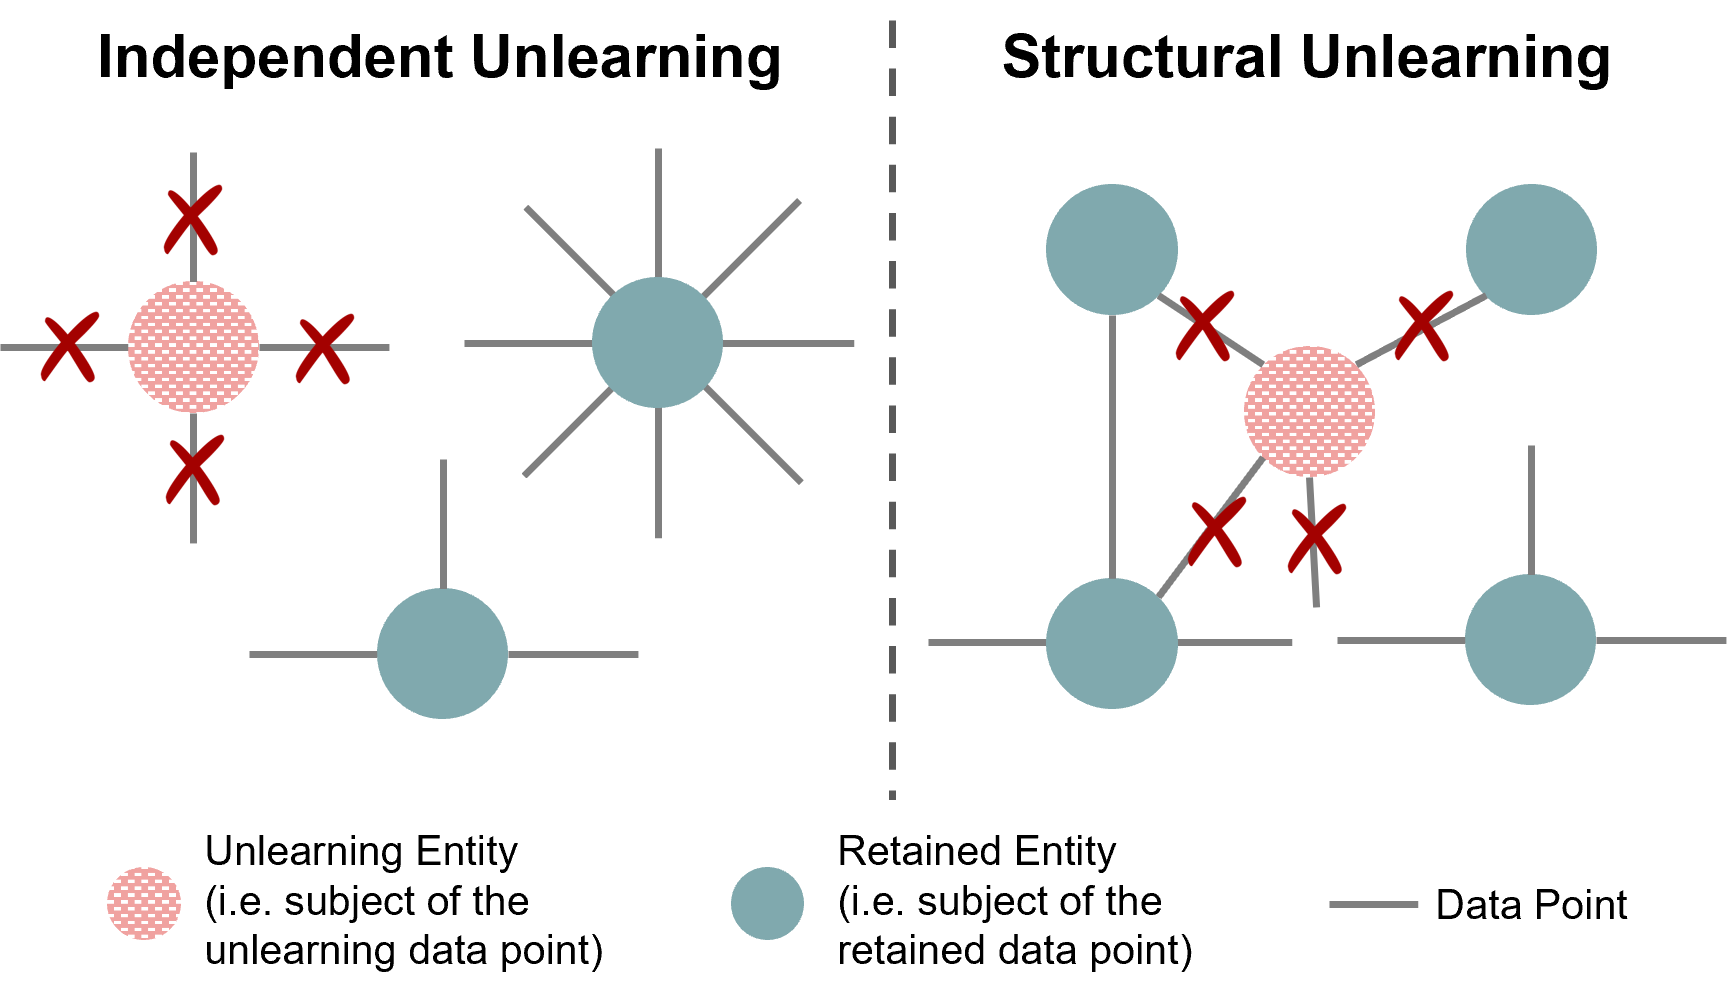 Independent Unlearning
Structural Unlearning
Unlearning Entity
(i.e. subject of the
unlearning data point)
Retained Entity
(i.e. subject of the
retained data point)
Data Point